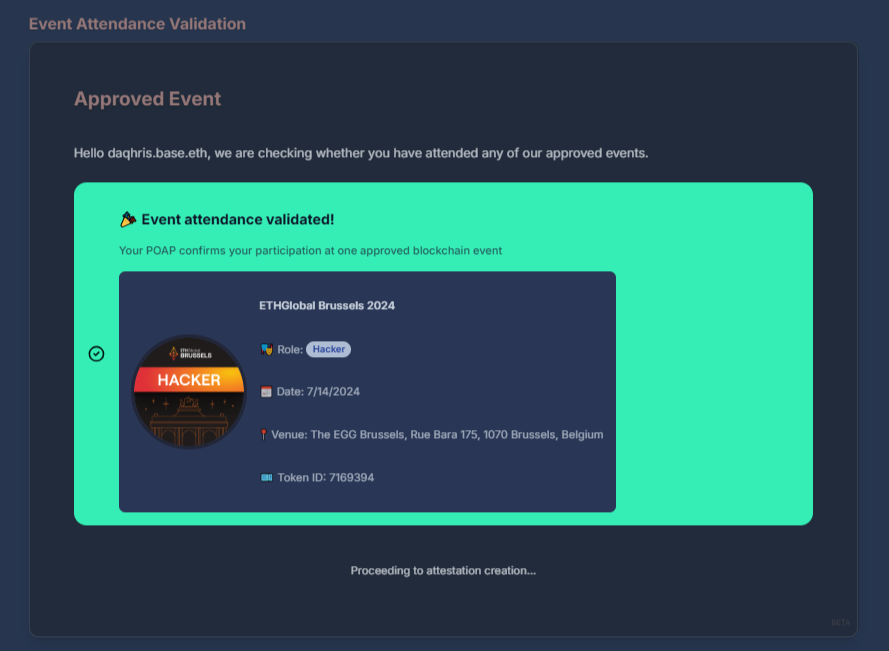 Event Attendance Validation
Approved Event
Hello daqhris.base.eth, we are checking whether you have attended any of our approved events.
Event attendance validated!
Your POAP confirms your participation at one approved blockchain event
ETHGlobal Brussels 2024
BRUSSELS
HACKER
Role: Hacker
Date: 7/14/2024
Venue: The EGG Brussels, Rue Bara 175, 1070 Brussels, Belgium
Token ID: 7169394
Proceeding to attestation creation...
BETA